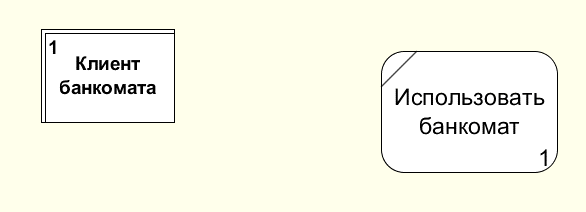 1
Клиент
банкомата
Использовать
банкомат
1